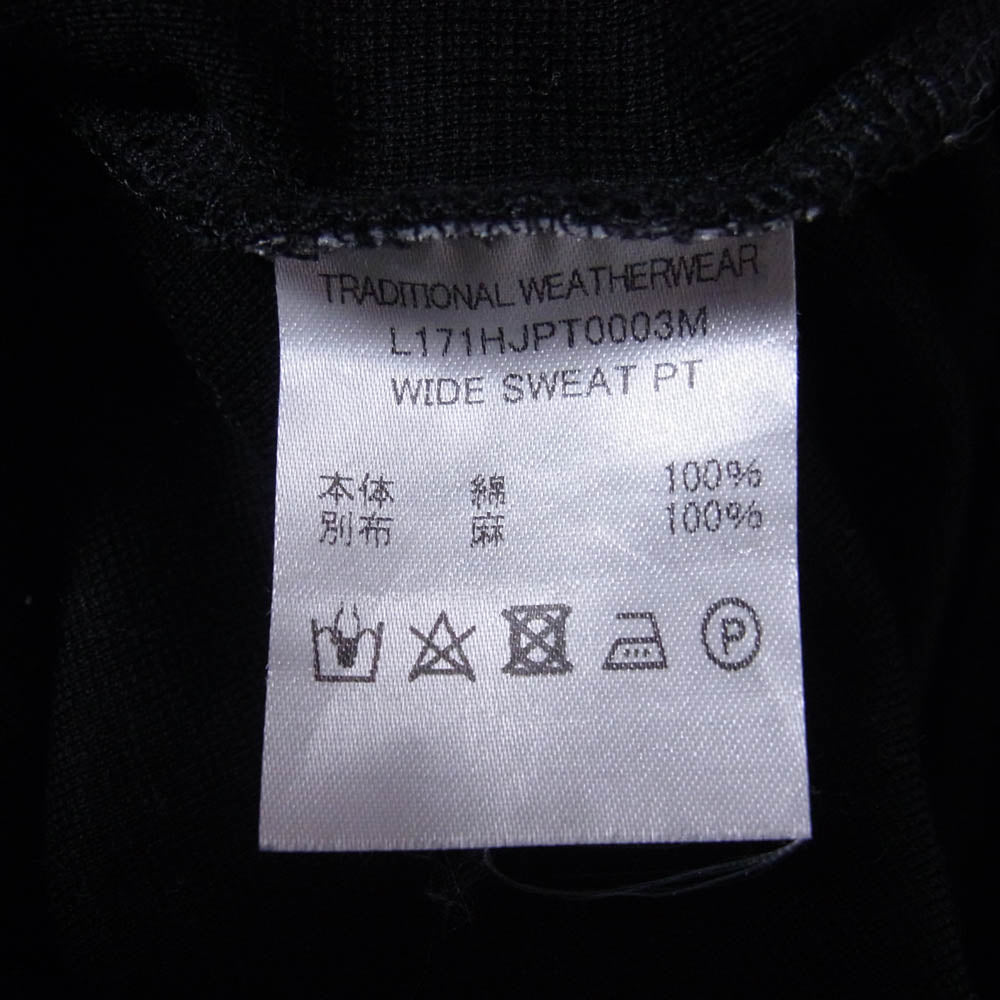 TRADITIONAL WEATHERWEAR
L171HJPT0003M
WIDE SWEAT PT
本体 綿 100%
別布 麻 100%
P